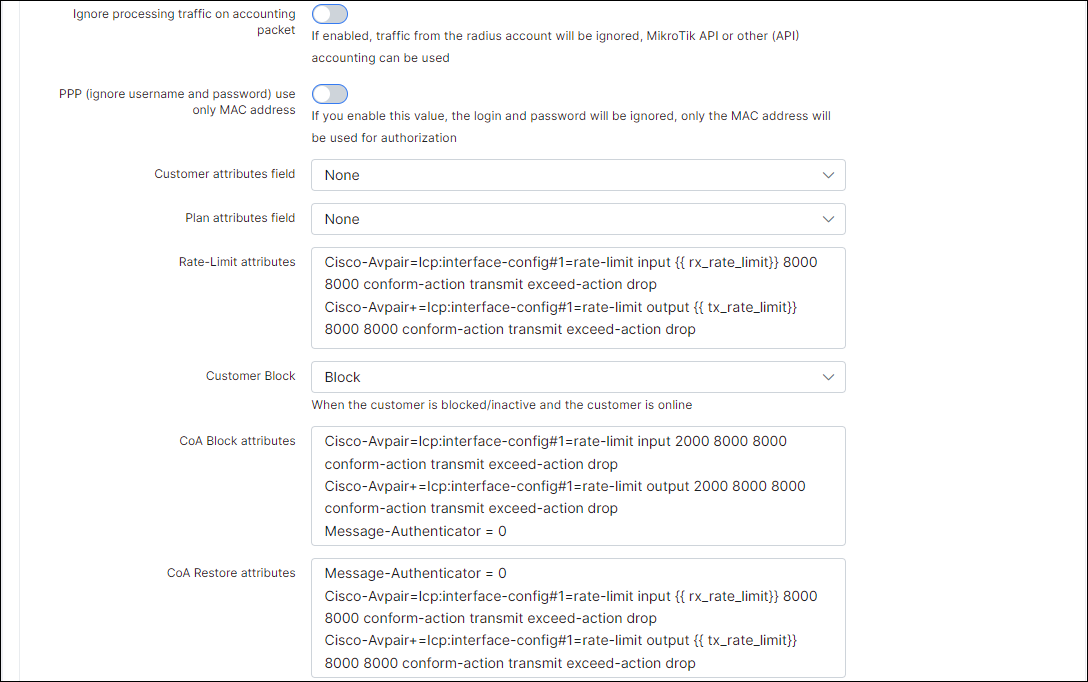 Ignore processing traffic on accounting
packet
If enabled, traffic from the radius account will be ignored, MikroTik API or other (API)
accounting can be used
PPP (ignore username and password) use
only MAC address
If you enable this value, the login and password will be ignored, only the MAC address will
be used for authorization
Customer attributes field
None
Plan attributes field
None
Rate-Limit attributes
Cisco-Avpair=lcp:interface-config#1=rate-limit input {{ rx_rate_limit}} 8000
8000 conform-action transmit exceed-action drop
Cisco-Avpair+=lcp:interface-config#1=rate-limit output {{ tx_rate_limit}}
8000 8000 conform-action transmit exceed-action drop
Customer Block
Block
When the customer is blocked/inactive and the customer is online
CoA Block attributes
Cisco-Avpair=lcp:interface-config#1=rate-limit input 2000 8000 8000
conform-action transmit exceed-action drop
Cisco-Avpair+=lcp:interface-config#1=rate-limit output 2000 8000 8000
conform-action transmit exceed-action drop
Message-Authenticator = 0
CoA Restore attributes
Message-Authenticator = 0
Cisco-Avpair=lcp:interface-config#1=rate-limit input {{ rx_rate_limit}} 8000
8000 conform-action transmit exceed-action drop
Cisco-Avpair+=lcp:interface-config#1=rate-limit output {{ tx_rate_limit}}
8000 8000 conform-action transmit exceed-action drop